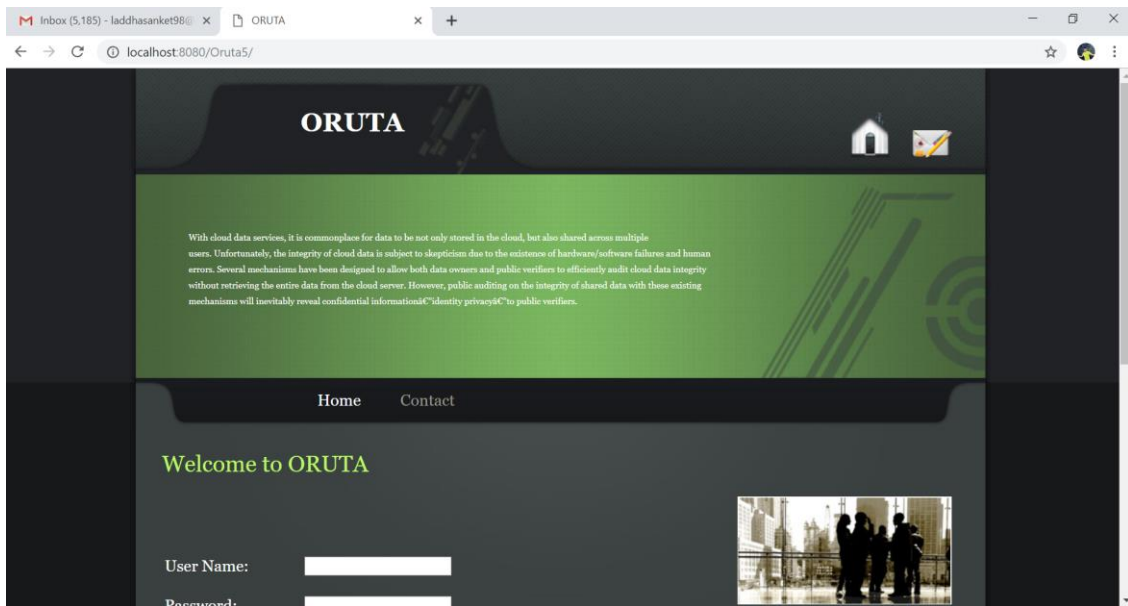 Inbox (5,185) - laddhasanket98@
ORUTA
localhost:8080/Oruta5/
ORUTA
With cloud data services, it is commonplace for data to be not only stored in the cloud, but also shared across multiple
users. Unfortunately, the integrity of cloud data is subject to skepticism due to the existence of hardware/software failures and human
errors. Several mechanisms have been designed to allow both data owners and public verifiers to efficiently audit cloud data integrity
without retrieving the entire data from the cloud server. However, public auditing on the integrity of shared data with these existing
mechanisms will inevitably reveal confidential informationâ€"identity privacyâ€"to public verifiers.
Home Contact
Welcome to ORUTA
User Name:
Password: